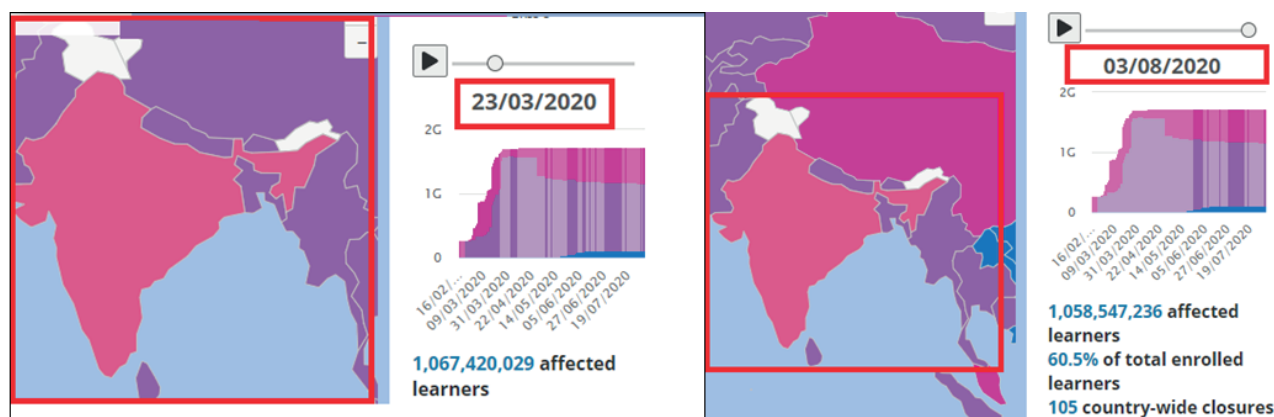 23/03/2020
2G
1G
0
16/02/...
09/03/2020
31/03/2020
22/04/2020
14/05/2020
05/06/2020
27/06/2020
19/07/2020
1,067,420,029 affected
learners
03/08/2020
2G
1G
0
16/02/...
09/03/2020
31/03/2020
22/04/2020
14/05/2020
05/06/2020
27/06/2020
19/07/2020
1,058,547,236 affected
learners
60.5% of total enrolled
learners
105 country-wide closures